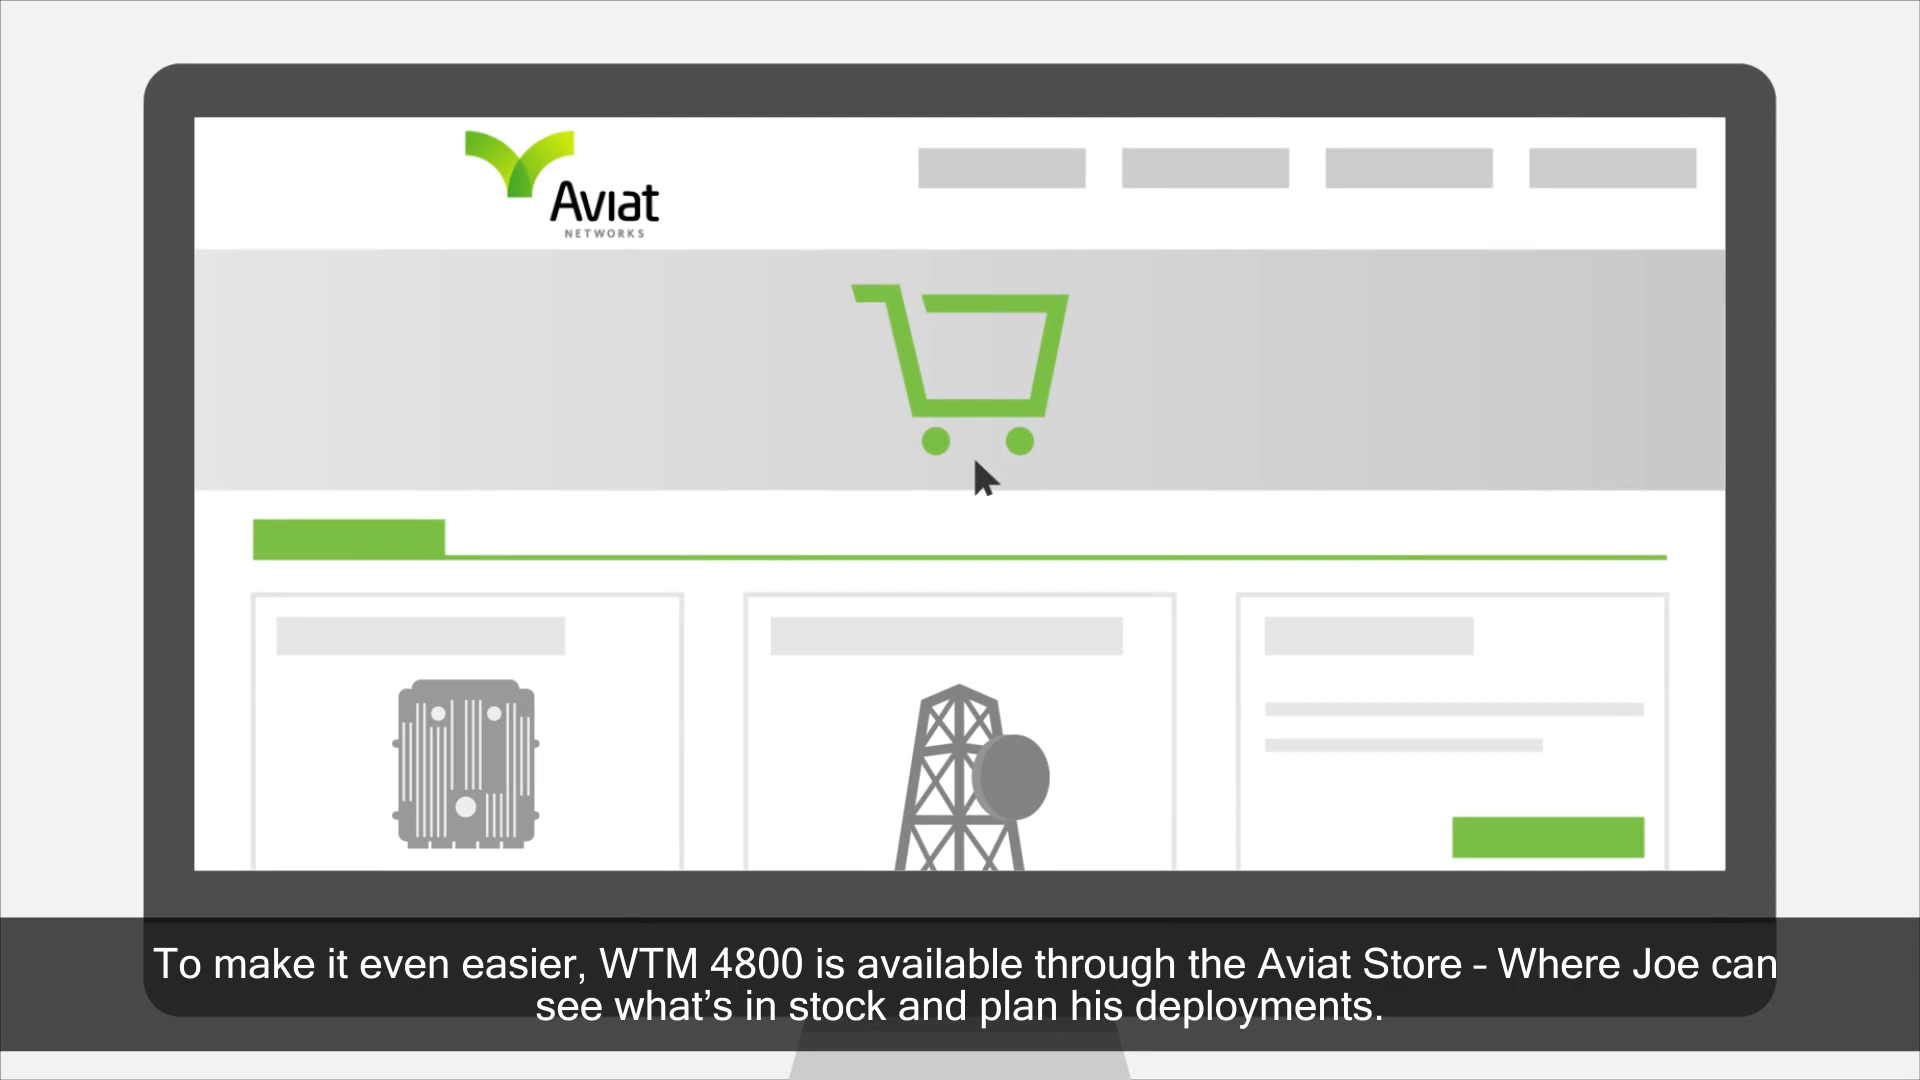 Aviat
NETWORKS
To make it even easier, WTM 4800 is available through the Aviat Store - Where Joe can
see what’s in stock and plan his deployments.